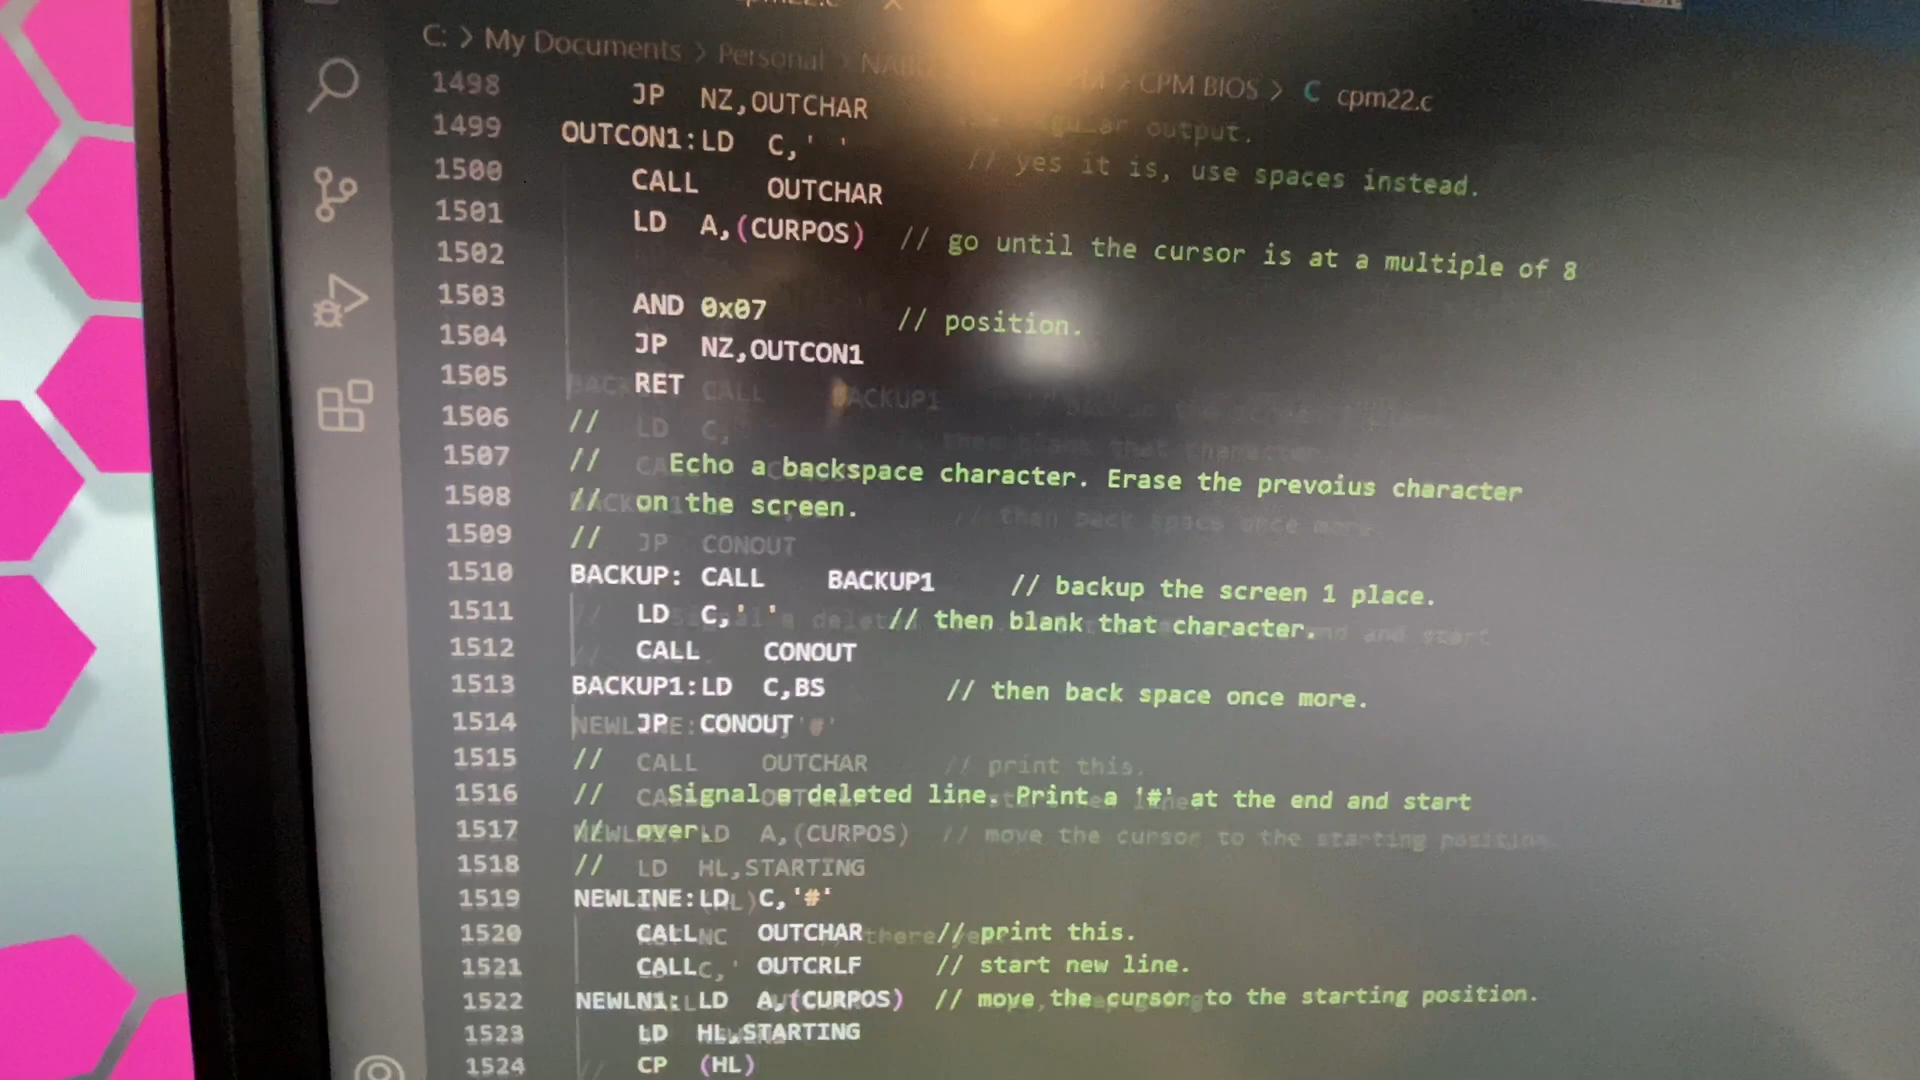 cpm22.c
C: > My Documents > Personal > > CPM BIOS > C cpm22.c
1498 JP NZ,OUTCHAR output.
1499 OUTCON1:LD C,' ' // yes it is, use spaces instead.
1500 CALL OUTCHAR
1501 LD A,(CURPOS) // go until the cursor is at a multiple of 8
1502
1503 AND 0x07 // position.
1504 JP NZ,OUTCON1
1505 RET
1506 //
1507 // Echo a backspace character. Erase the prevoius character
1508 // on the screen.
1509 //
1510 BACKUP: CALL BACKUP1 // backup the screen 1 place.
1511 LD C,' ' // then blank that character.
1512 CALL CONOUT
1513 BACKUP1:LD C,BS // then back space once more.
1514 JP CONOUT
1515 //
1516 // Signal a deleted line. Print a '#' at the end and start
1517 // over.
1518 //
1519 NEWLINE:LD C,'#'
1520 CALL OUTCHAR // print this.
1521 CALL OUTCRLF // start new line.
1522 NEWLN1: LD A,(CURPOS) // move the cursor to the starting position.
1523 LD HL,STARTING
1524 CP (HL)